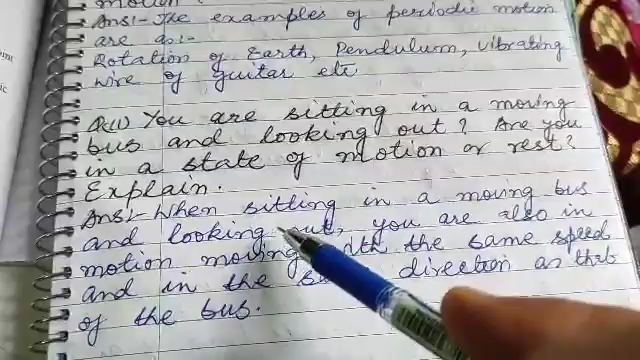 motion?
Ans:- The examples of periodic motion
are as:-
Rotation of Earth, Pendulum, vibrating
wire of guitar etc
Q(11) You are sitting in a moving
bus and looking out? Are you
in a state of motion or rest?
Explain.
Ans:- When sitting in a moving bus
and looking out, you are also in
motion moving with the same speed
and in the direction as that
of the bus.